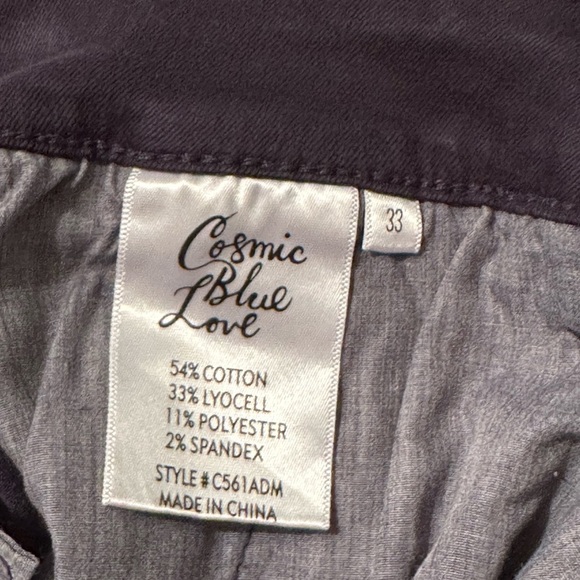 Cosmic
Blue
Love
33
54% COTTON
33% LYOCELL
11% POLYESTER
2% SPANDEX
STYLE # C561ADM
MADE IN CHINA